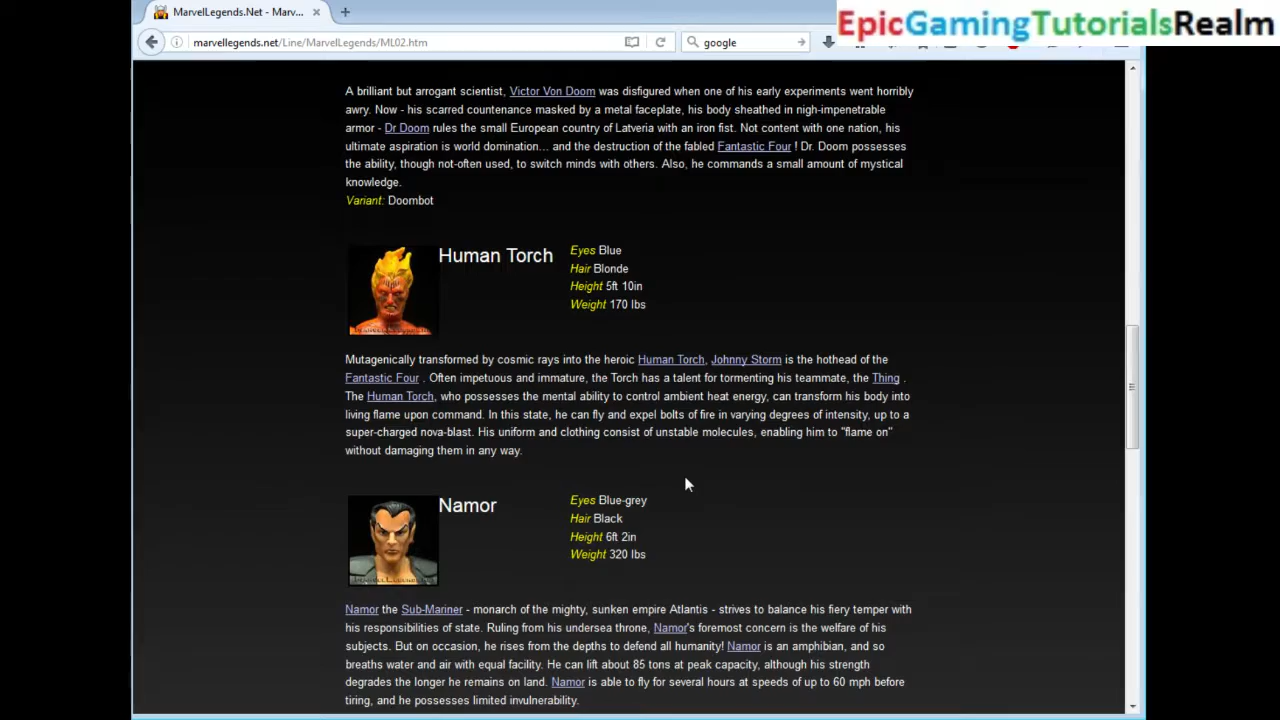 MarvelLegends.Net - Marv...
EpicGamingTutorialsRealm
marvellegends.net/Line/MarvelLegends/ML02.htm
google
A brilliant but arrogant scientist, Victor Von Doom was disfigured when one of his early experiments went horribly
awry. Now - his scarred countenance masked by a metal faceplate, his body sheathed in nigh-impenetrable
armor - Dr Doom rules the small European country of Latveria with an iron fist. Not content with one nation, his
ultimate aspiration is world domination... and the destruction of the fabled Fantastic Four ! Dr. Doom possesses
the ability, though not-often used, to switch minds with others. Also, he commands a small amount of mystical
knowledge.
Variant: Doombot
Human Torch
Eyes Blue
Hair Blonde
Height 5ft 10in
Weight 170 lbs
Mutagenically transformed by cosmic rays into the heroic Human Torch, Johnny Storm is the hothead of the
Fantastic Four . Often impetuous and immature, the Torch has a talent for tormenting his teammate, the Thing .
The Human Torch, who possesses the mental ability to control ambient heat energy, can transform his body into
living flame upon command. In this state, he can fly and expel bolts of fire in varying degrees of intensity, up to a
super-charged nova-blast. His uniform and clothing consist of unstable molecules, enabling him to "flame on"
without damaging them in any way.
Namor
Eyes Blue-grey
Hair Black
Height 6ft 2in
Weight 320 lbs
Namor the Sub-Mariner - monarch of the mighty, sunken empire Atlantis - strives to balance his fiery temper with
his responsibilities of state. Ruling from his undersea throne, Namor's foremost concern is the welfare of his
subjects. But on occasion, he rises from the depths to defend all humanity! Namor is an amphibian, and so
breaths water and air with equal facility. He can lift about 85 tons at peak capacity, although his strength
degrades the longer he remains on land. Namor is able to fly for several hours at speeds of up to 60 mph before
tiring, and he possesses limited invulnerability.